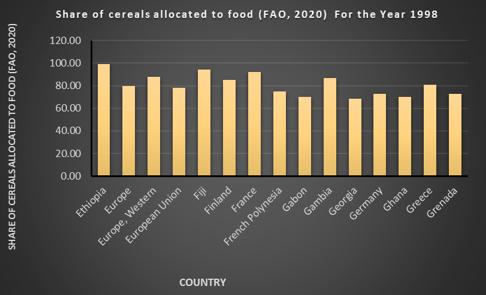 Share of cereals allocated to food (FAO, 2020)  For the Year 1998
SHARE OF CEREALS ALLOCATED TO FOOD (FAO, 2020)
120.00
100.00
80.00
60.00
40.00
20.00
0.00
Ethiopia
Europe
Europe, Western
European Union
Fiji
Finland
France
French Polynesia
Gabon
Gambia
Georgia
Germany
Ghana
Greece
Grenada
COUNTRY